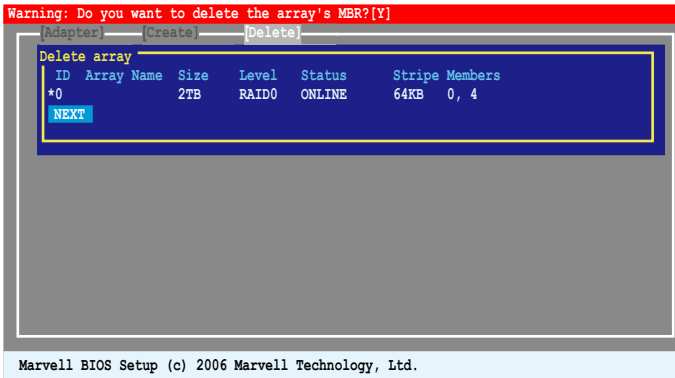 Warning: Do you want to delete the array's MBR?[Y]
[Adapter] [Create] [Delete]
Delete array
ID Array Name Size Level Status Stripe Members
*0 2TB RAID0 ONLINE 64KB 0, 4
NEXT
Marvell BIOS Setup (c) 2006 Marvell Technology, Ltd.